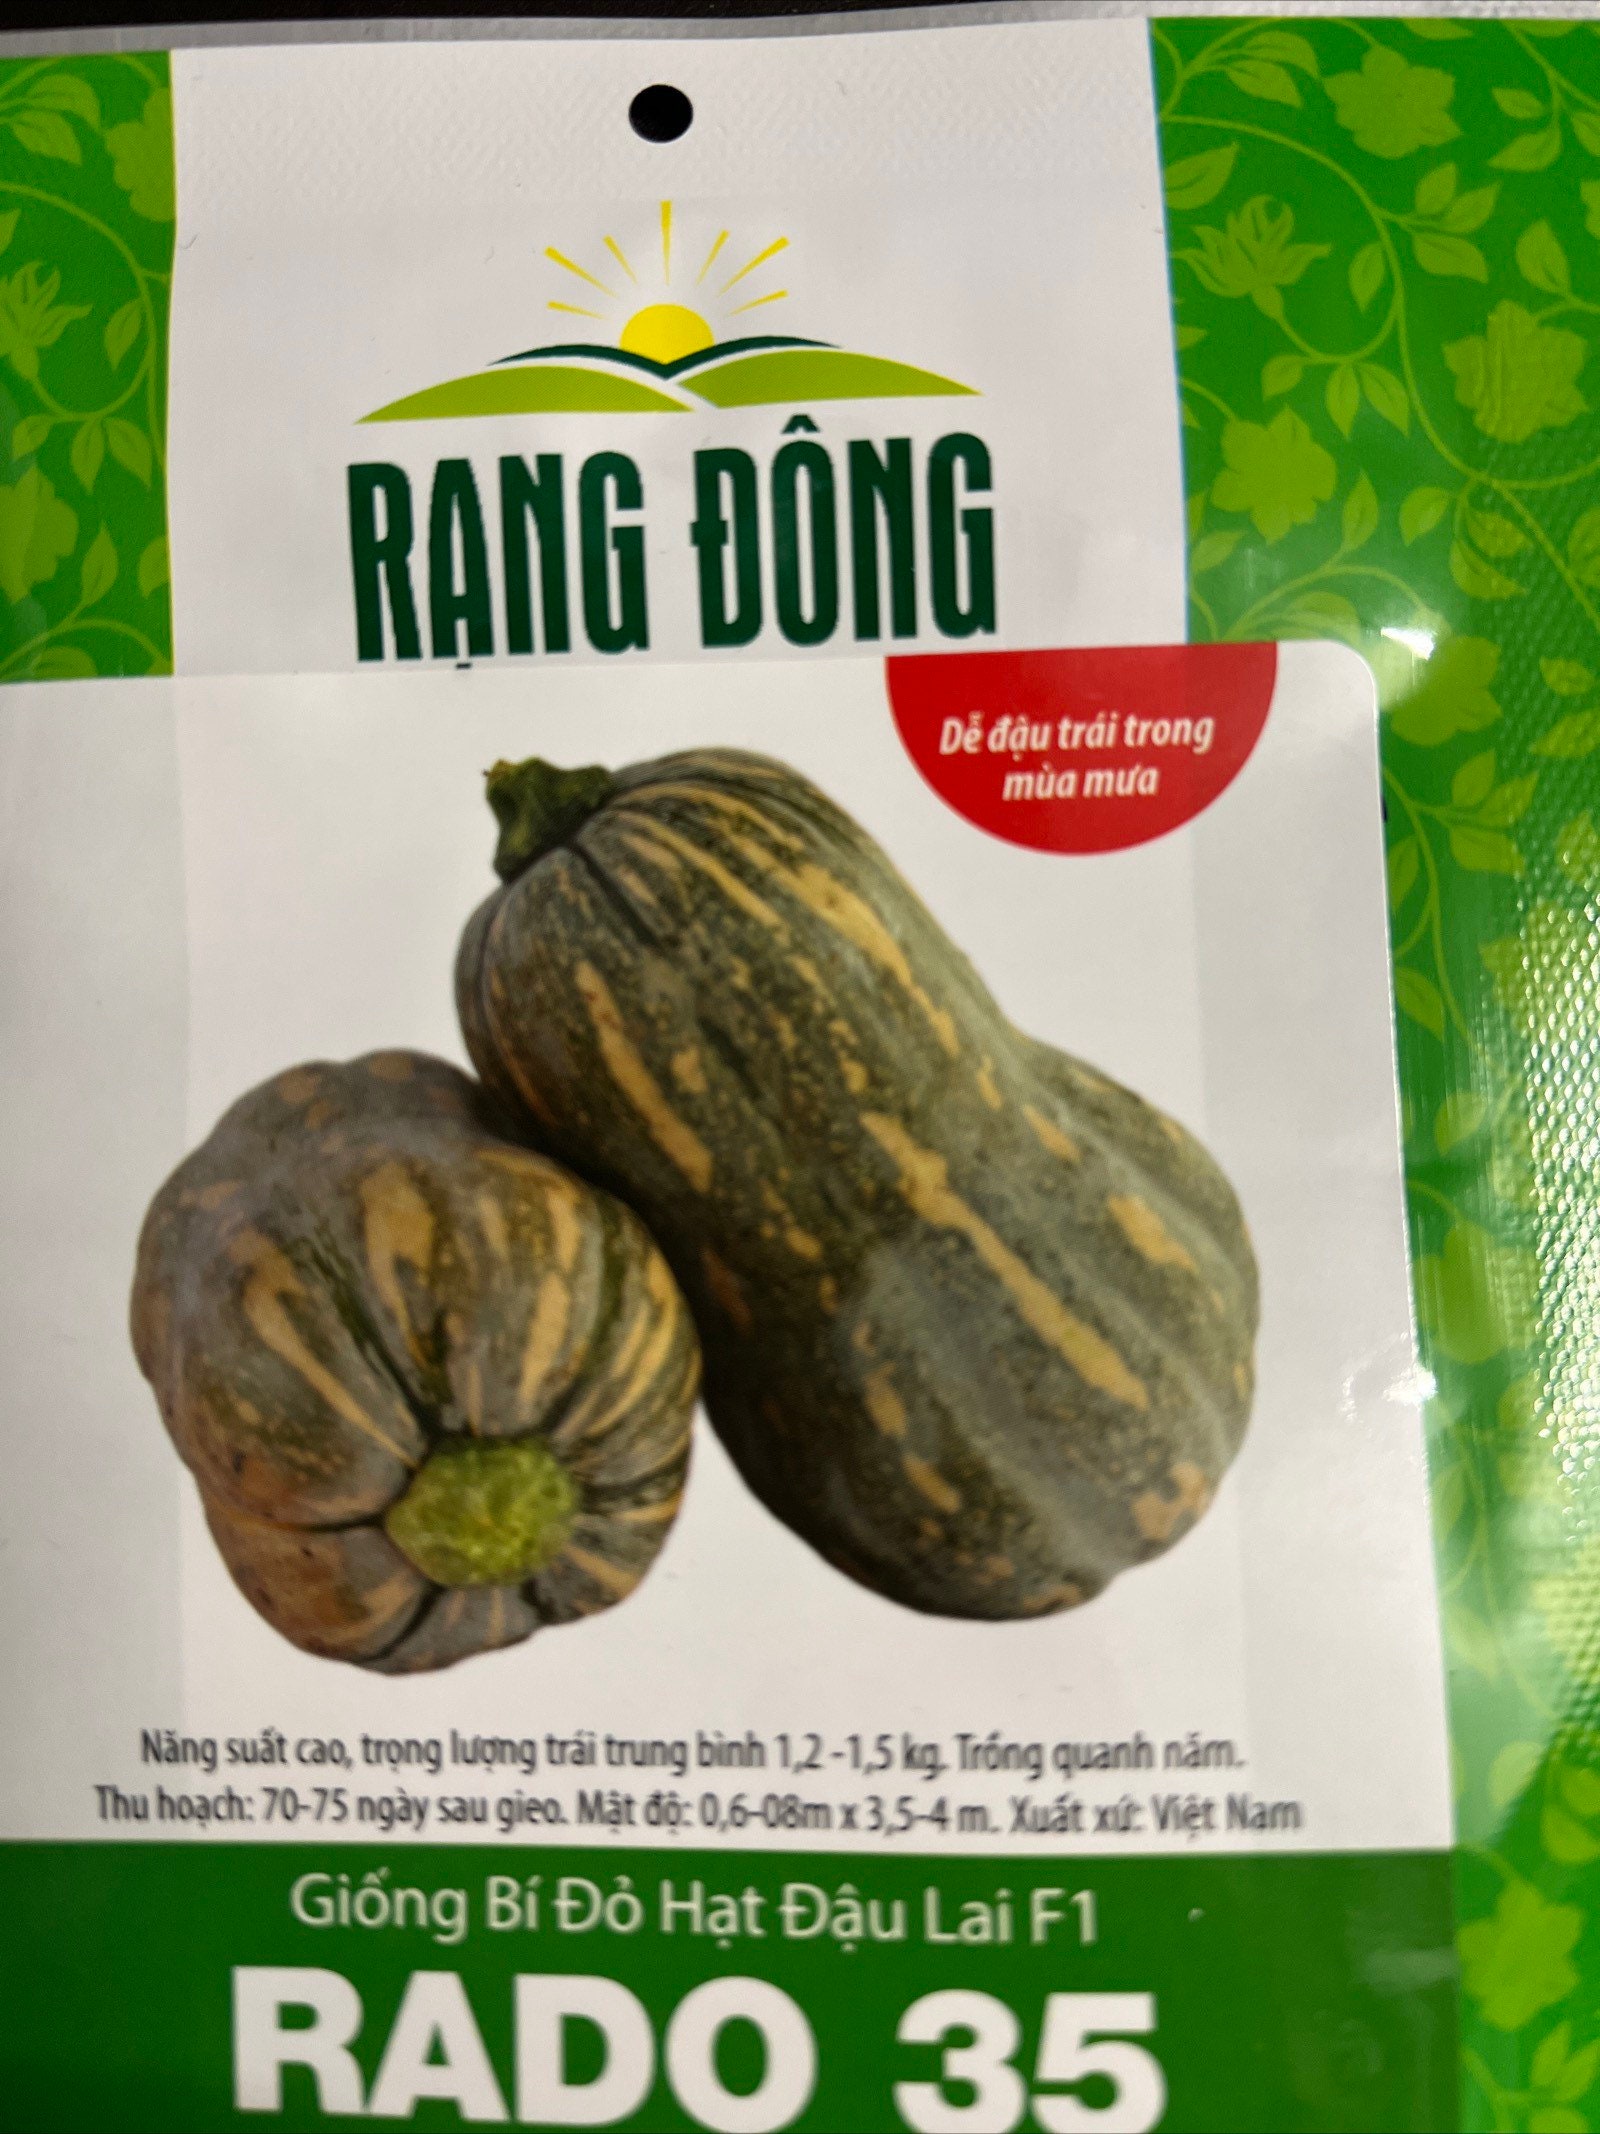 RẠNG ĐÔNG
Dễ đậu trái trong
mùa mưa
Năng suất cao, trọng lượng trái trung bình 1,2 -1,5 kg. Trồng quanh năm.
Thu hoạch: 70-75 ngày sau gieo. Mật độ: 0,6-08m x 3,5-4 m. Xuất xứ: Việt Nam
Giống Bí Đỏ Hạt Đậu Lai F1
RADO 35